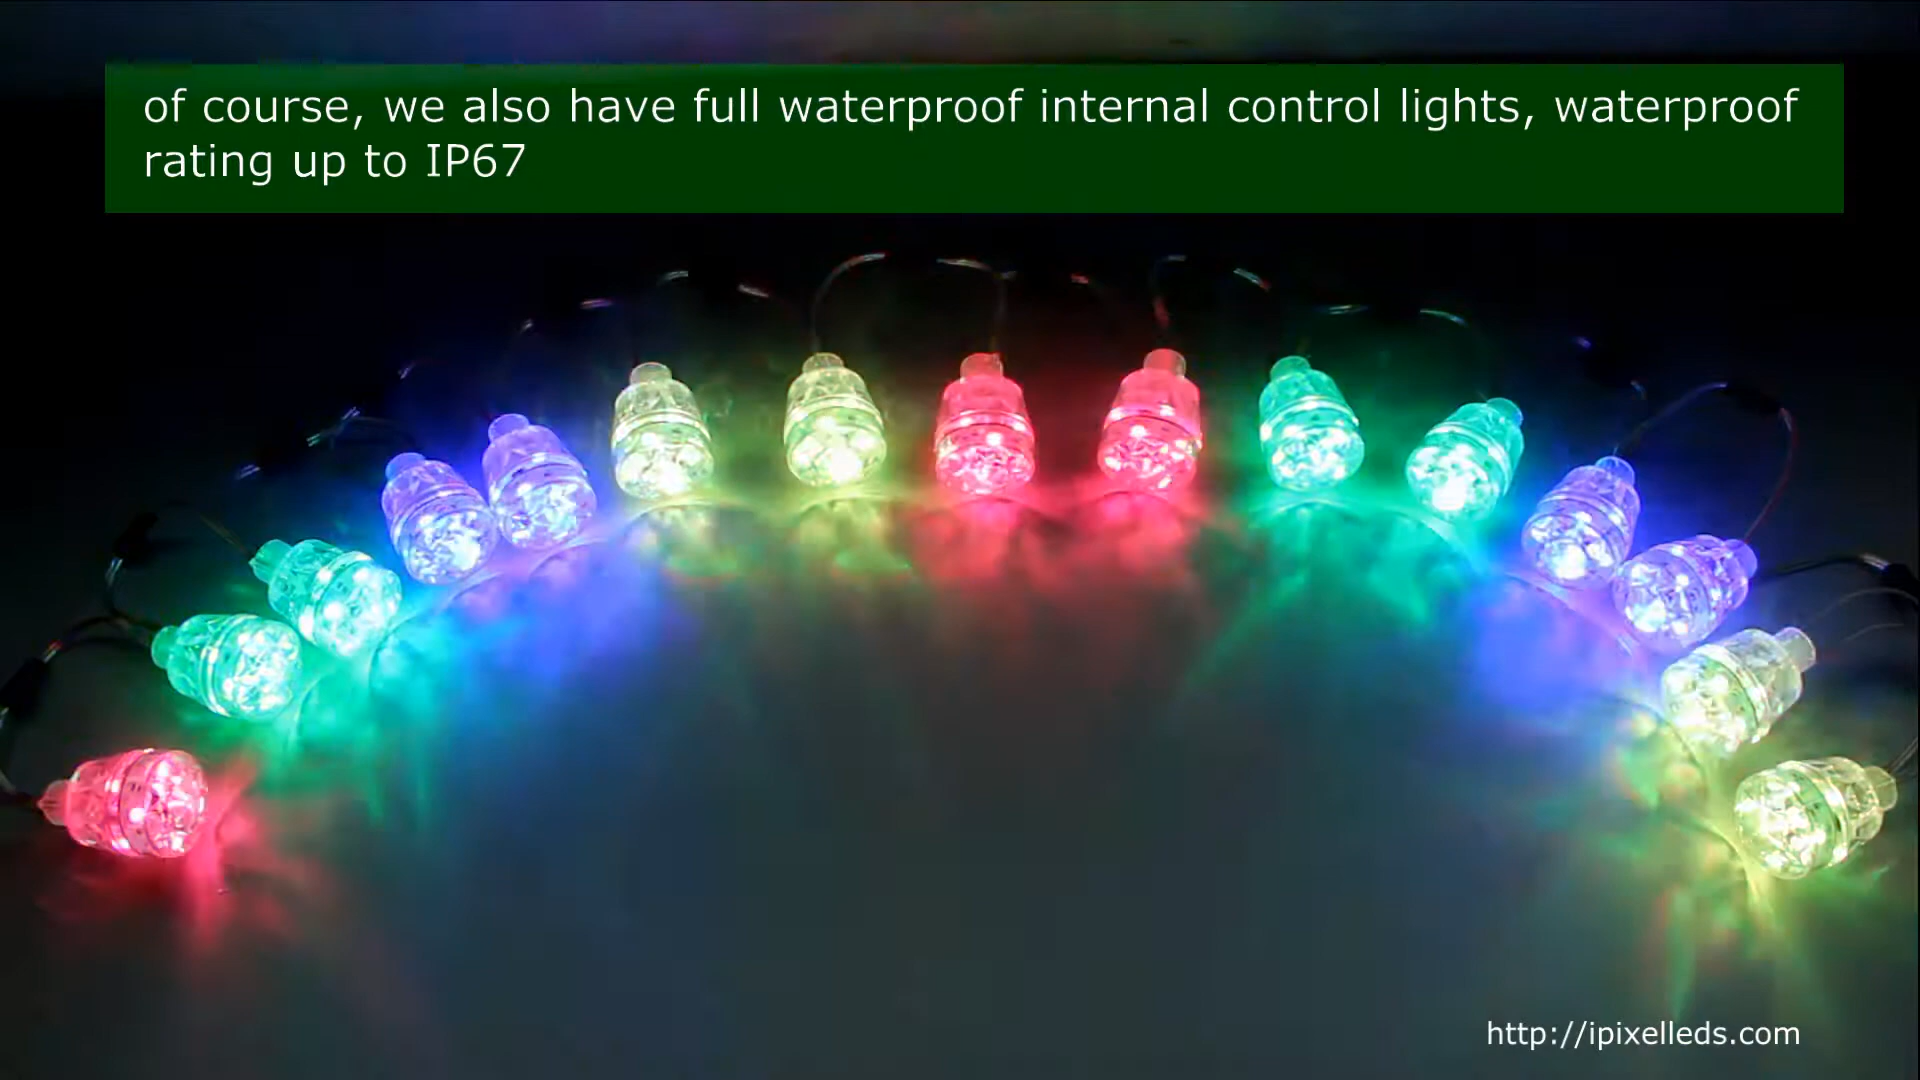 of course, we also have full waterproof internal control lights, waterproof
rating up to IP67
http://ipixelleds.com